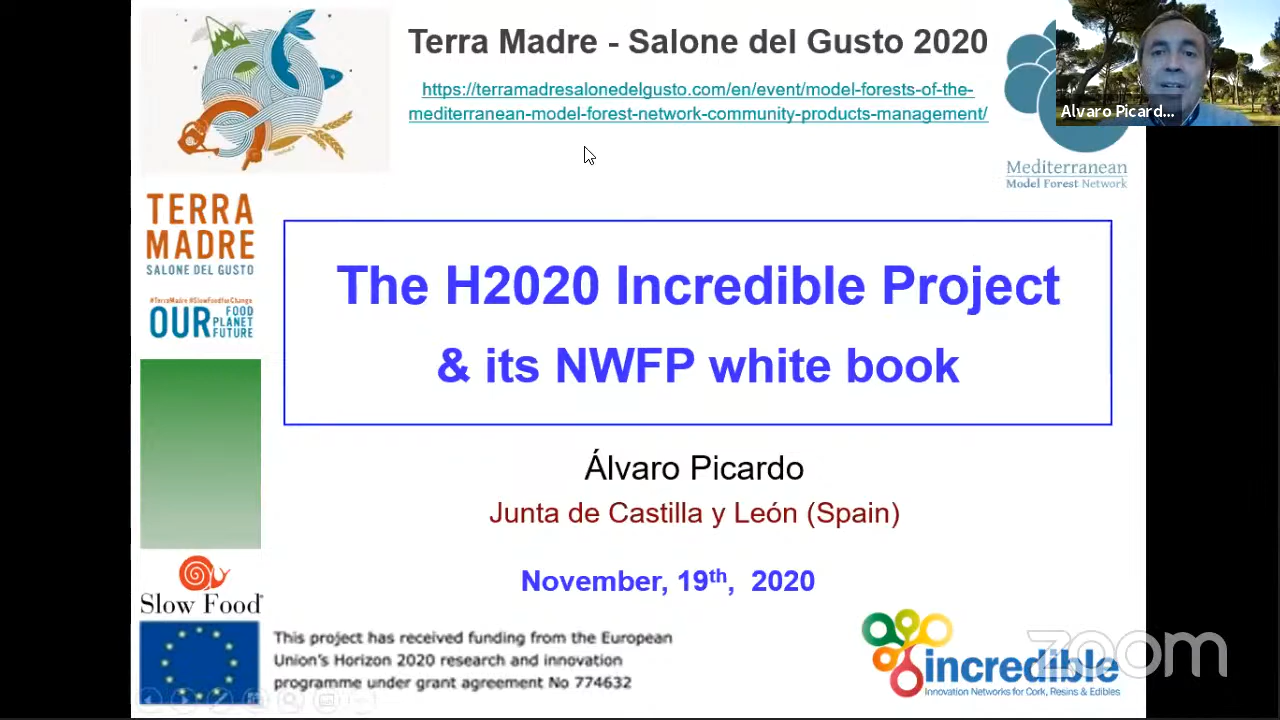 Terra Madre - Salone del Gusto 2020
https://terramadresalonedelgusto.com/en/event/model-forests-of-the-
mediterranean-model-forest-network-community-products-management/
Alvaro Picard...
Mediterranean
Model Forest Network
TERRA
MADRE
SALONE DEL GUSTO
#TerraMadre #SlowFoodforChange
OUR FOOD
PLANET
FUTURE
The H2020 Incredible Project
& its NWFP white book
Álvaro Picardo
Junta de Castilla y León (Spain)
November, 19th, 2020
Slow Food®
This project has received funding from the European
Union's Horizon 2020 research and innovation
programme under grant agreement No 774632
incredible
Innovation Networks for Cork, Resins & Edibles
zoom